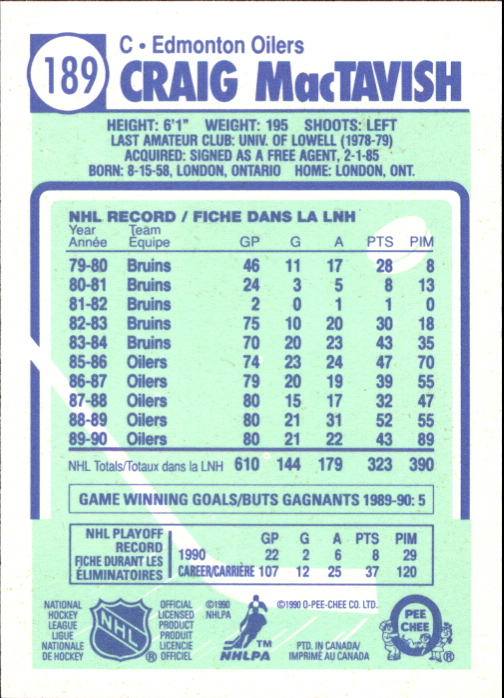 189
C • Edmonton Oilers
CRAIG MacTAVISH
HEIGHT: 6'1" WEIGHT: 195 SHOOTS: LEFT
LAST AMATEUR CLUB: UNIV. OF LOWELL (1978-79)
ACQUIRED: SIGNED AS A FREE AGENT, 2-1-85
BORN: 8-15-58, LONDON, ONTARIO HOME: LONDON, ONT.
NHL RECORD / FICHE DANS LA LNH
Year Team
Année Équipe GP G A PTS PIM
79-80 Bruins 46 11 17 28 8
80-81 Bruins 24 3 5 8 13
81-82 Bruins 2 0 1 1 0
82-83 Bruins 75 10 20 30 18
83-84 Bruins 70 20 23 43 35
85-86 Oilers 74 23 24 47 70
86-87 Oilers 79 20 19 39 55
87-88 Oilers 80 15 17 32 47
88-89 Oilers 80 21 31 52 55
89-90 Oilers 80 21 22 43 89
NHL Totals/Totaux dans la LNH 610 144 179 323 390
GAME WINNING GOALS/BUTS GAGNANTS 1989-90: 5
NHL PLAYOFF
RECORD
FICHE DURANT LES
ÉLIMINATOIRES
GP G A PTS PIM
1990 22 2 6 8 29
CAREER/CARRIÈRE 107 12 25 37 120
NATIONAL
HOCKEY
LEAGUE
LIGUE
NATIONALE
DE HOCKEY
NHL
®
OFFICIAL
LICENSED
PRODUCT
PRODUIT
LICENCIÉ
OFFICIEL
©1990
NHLPA
TM
NHLPA
©1990 O-PEE-CHEE CO. LTD.
PTD. IN CANADA/
IMPRIMÉ AU CANADA
PEE
CHEE
®